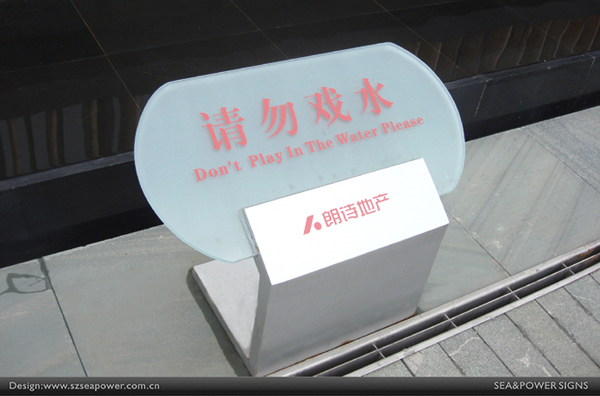 请勿戏水
Don't Play In The Water Please
朗诗地产
Design:www.szseapower.com.cn
SEA&POWER SIGNS